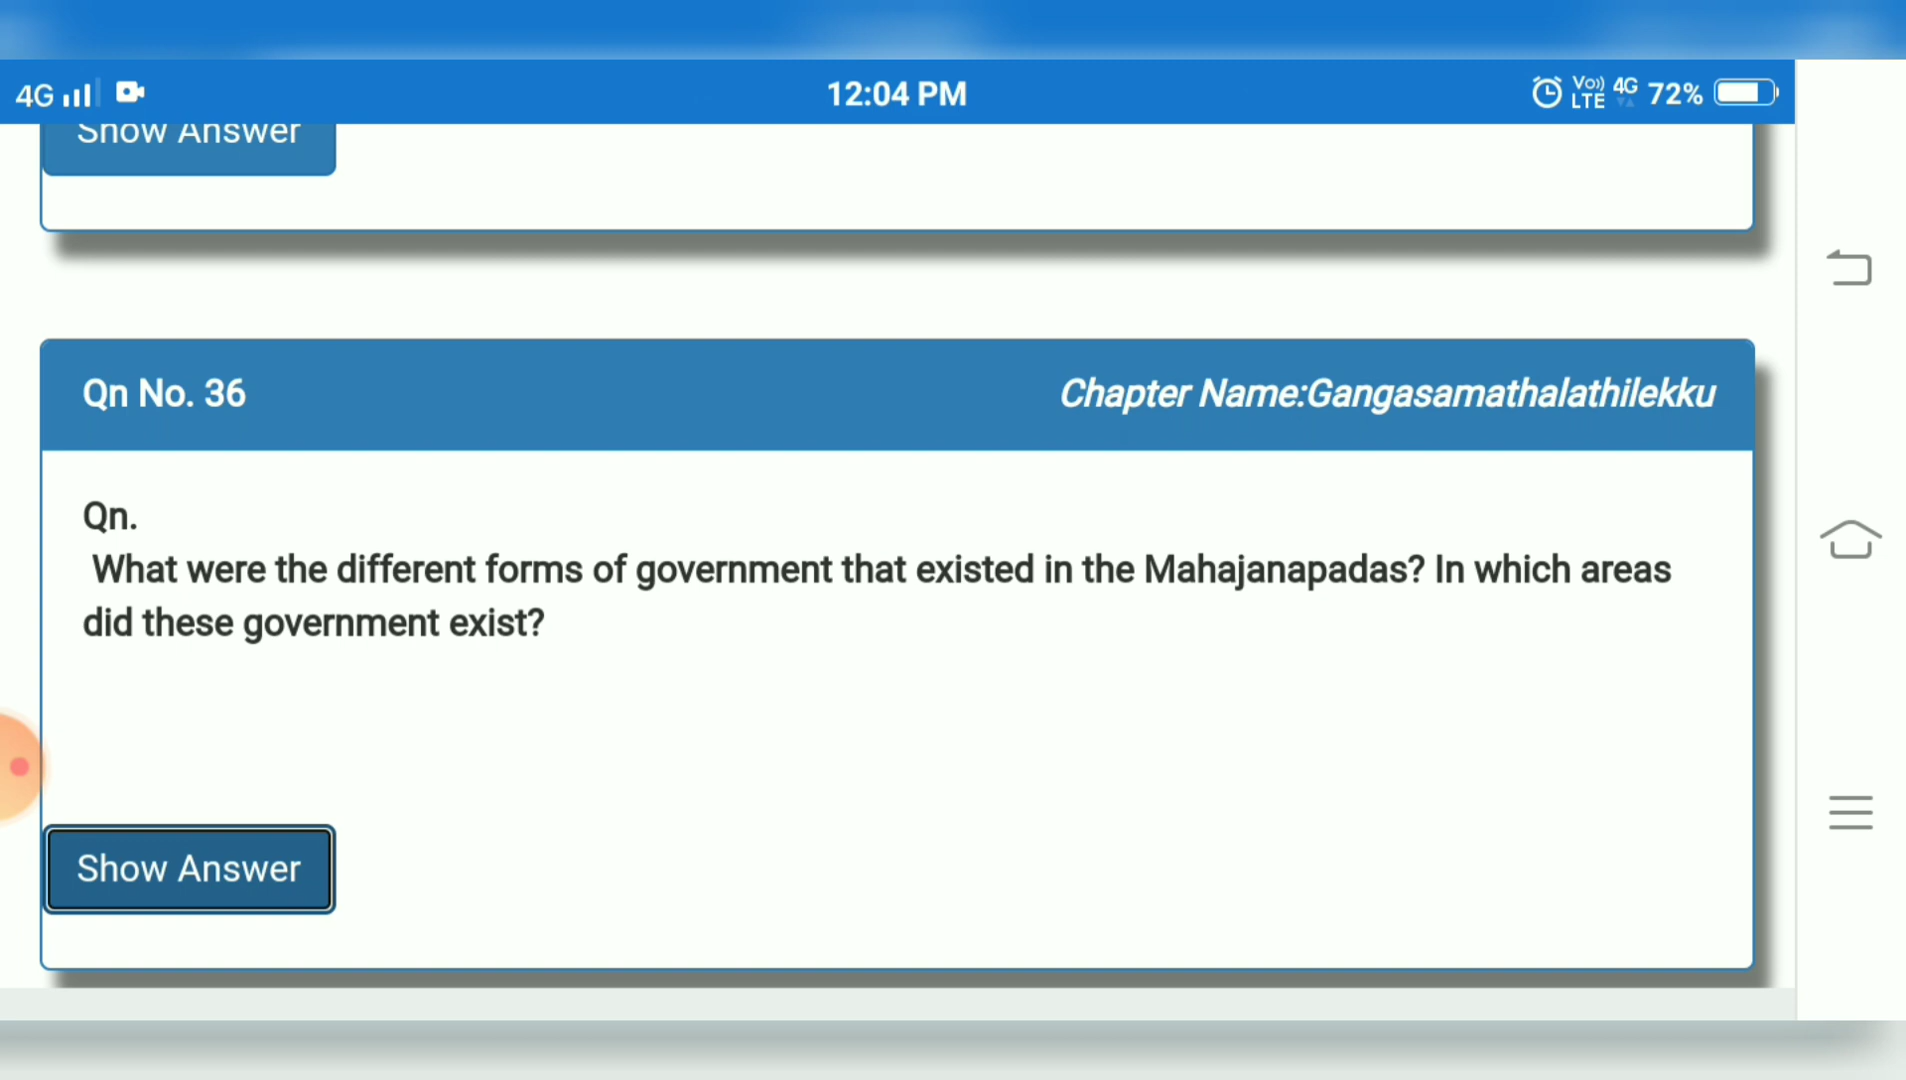 4G 12:04 PM Vo)) LTE 4G 72%
Show Answer
Qn No. 36 Chapter Name:Gangasamathalathilekku
Qn.
What were the different forms of government that existed in the Mahajanapadas? In which areas
did these government exist?
Show Answer